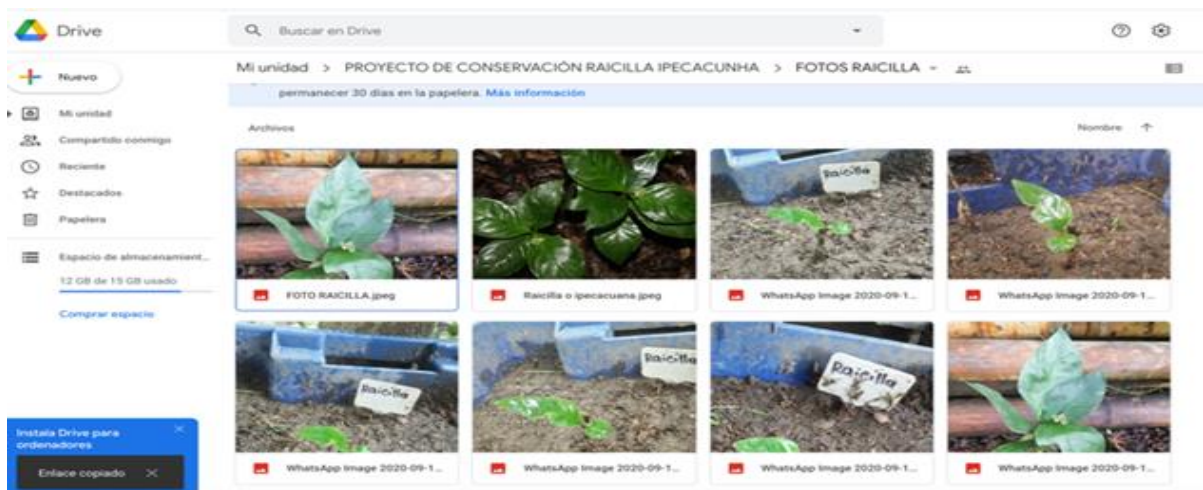 Drive
Buscar en Drive
Nuevo
Mi unidad > PROYECTO DE CONSERVACIÓN RAICILLA IPECACUNHA > FOTOS RAICILLA
permanecer 30 días en la papelera. Más información
Mi unidad
Compartido conmigo
Reciente
Destacados
Papelera
Espacio de almacenamient...
12 GB de 15 GB usado
Comprar espacio
Archivos
Nombre
Raicilla
FOTO RAICILLA.jpeg
Raicilla o ipecacuana.jpeg
WhatsApp Image 2020-09-1...
WhatsApp Image 2020-09-1...
Raicilla
Raicilla
Raicilla
WhatsApp Image 2020-09-1...
WhatsApp Image 2020-09-1...
WhatsApp Image 2020-09-1...
WhatsApp Image 2020-09-1...
Instala Drive para
ordenadores
Enlace copiado